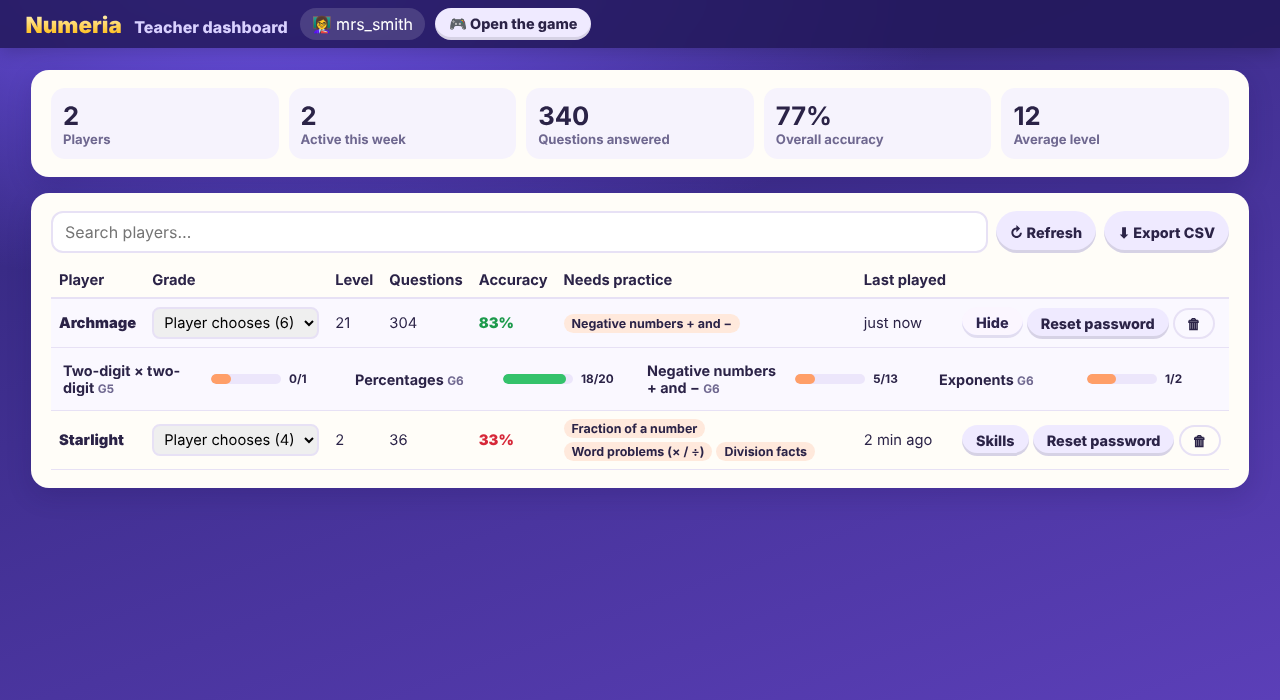 Numeria Teacher dashboard 👩‍🏫 mrs_smith 🎮 Open the game
2 2 340 77% 12
Players Active this week Questions answered Overall accuracy Average level
Search players... ↻ Refresh ⬇ Export CSV
Player Grade Level Questions Accuracy Needs practice Last played
Archmage Player chooses (6) 21 304 83% Negative numbers + and − just now Hide Reset password 🗑
Two-digit × two-
digit G5 0/1 Percentages G6 18/20 Negative numbers
+ and − G6 5/13 Exponents G6 1/2
Fraction of a number
Starlight Player chooses (4) 2 36 33% Word problems (× / ÷) Division facts 2 min ago Skills Reset password 🗑